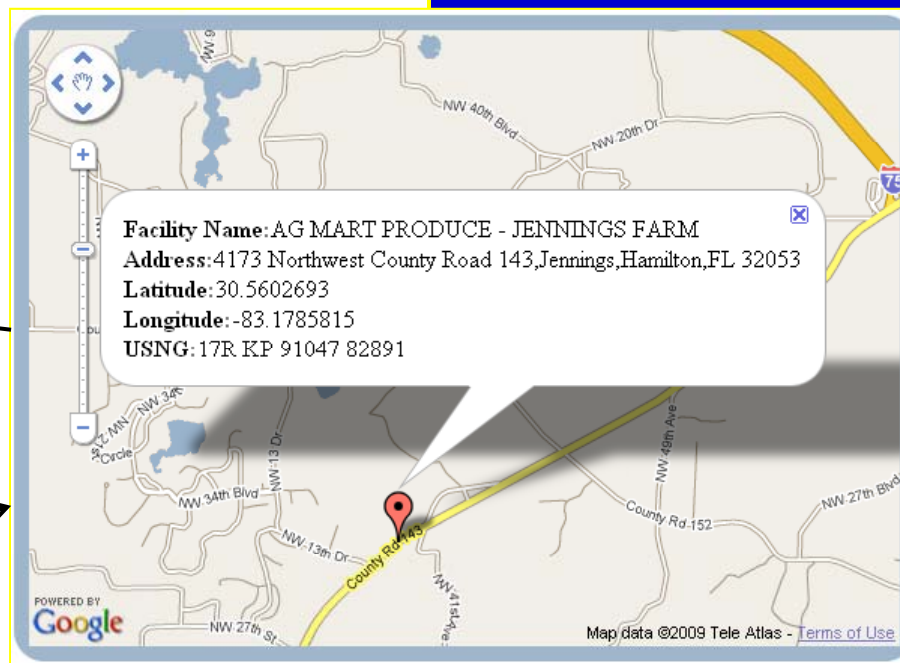 NW 40th Blvd
NW 20th Dr
75
Facility Name:AG MART PRODUCE - JENNINGS FARM
Address:4173 Northwest County Road 143,Jennings,Hamilton,FL 32053
Latitude:30.5602693
Longitude:-83.1785815
USNG:17R KP 91047 82891
NW 34th
Circle
NW 13 Dr
NW 49th Ave
NW 34th Blvd
NW 27th Blvd
County Rd 152
NW 13th Dr
County Rd 143
NW 41st Ave
NW 27th St
POWERED BY
Google
Map data ©2009 Tele Atlas - Terms of Use